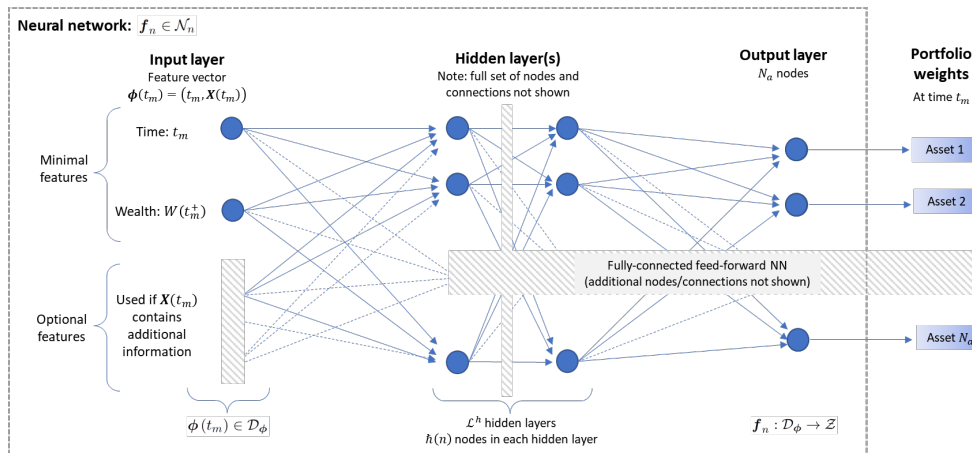 Neural network: 𝒇ₙ ∈ 𝒩ₙ
Input layer
Feature vector
𝝓(tₘ) = (tₘ, 𝑿(tₘ))
Hidden layer(s)
Note: full set of nodes and
connections not shown
Output layer
Nₐ nodes
Portfolio
weights
At time tₘ
Minimal
features
Time: tₘ
Wealth: W(tₘ⁺)
Asset 1
Asset 2
Fully-connected feed-forward NN
(additional nodes/connections not shown)
Optional
features
Used if 𝑿(tₘ)
contains
additional
information
Asset Nₐ
𝝓(tₘ) ∈ 𝒟_𝝓
ℒʰ hidden layers
ℏ(n) nodes in each hidden layer
𝒇ₙ : 𝒟_𝝓 → 𝒵